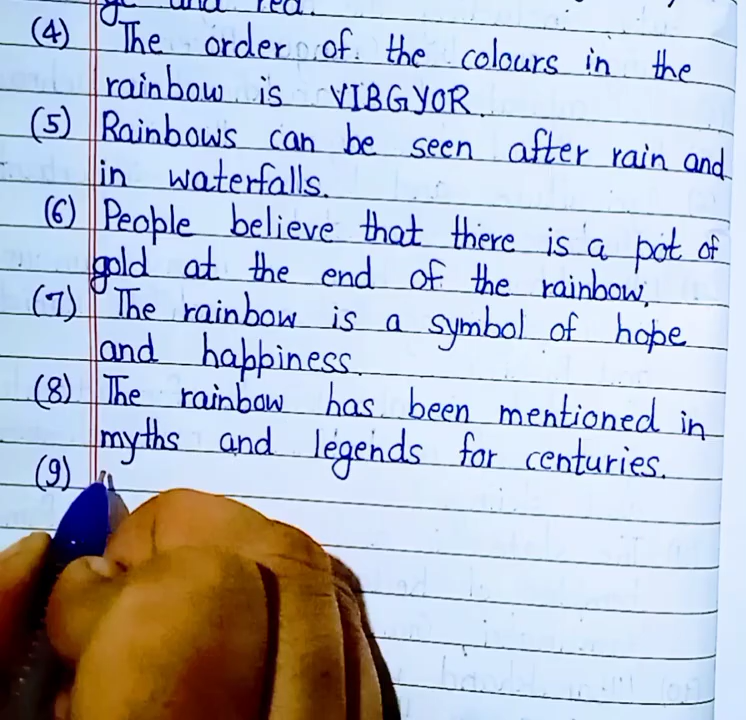 and red.
(4) The order of the colours in the
rainbow is VIBGYOR.
(5) Rainbows can be seen after rain and
in waterfalls.
(6) People believe that there is a pot of
gold at the end of the rainbow.
(7) The rainbow is a symbol of hope
and happiness.
(8) The rainbow has been mentioned in
myths and legends for centuries.
(9)